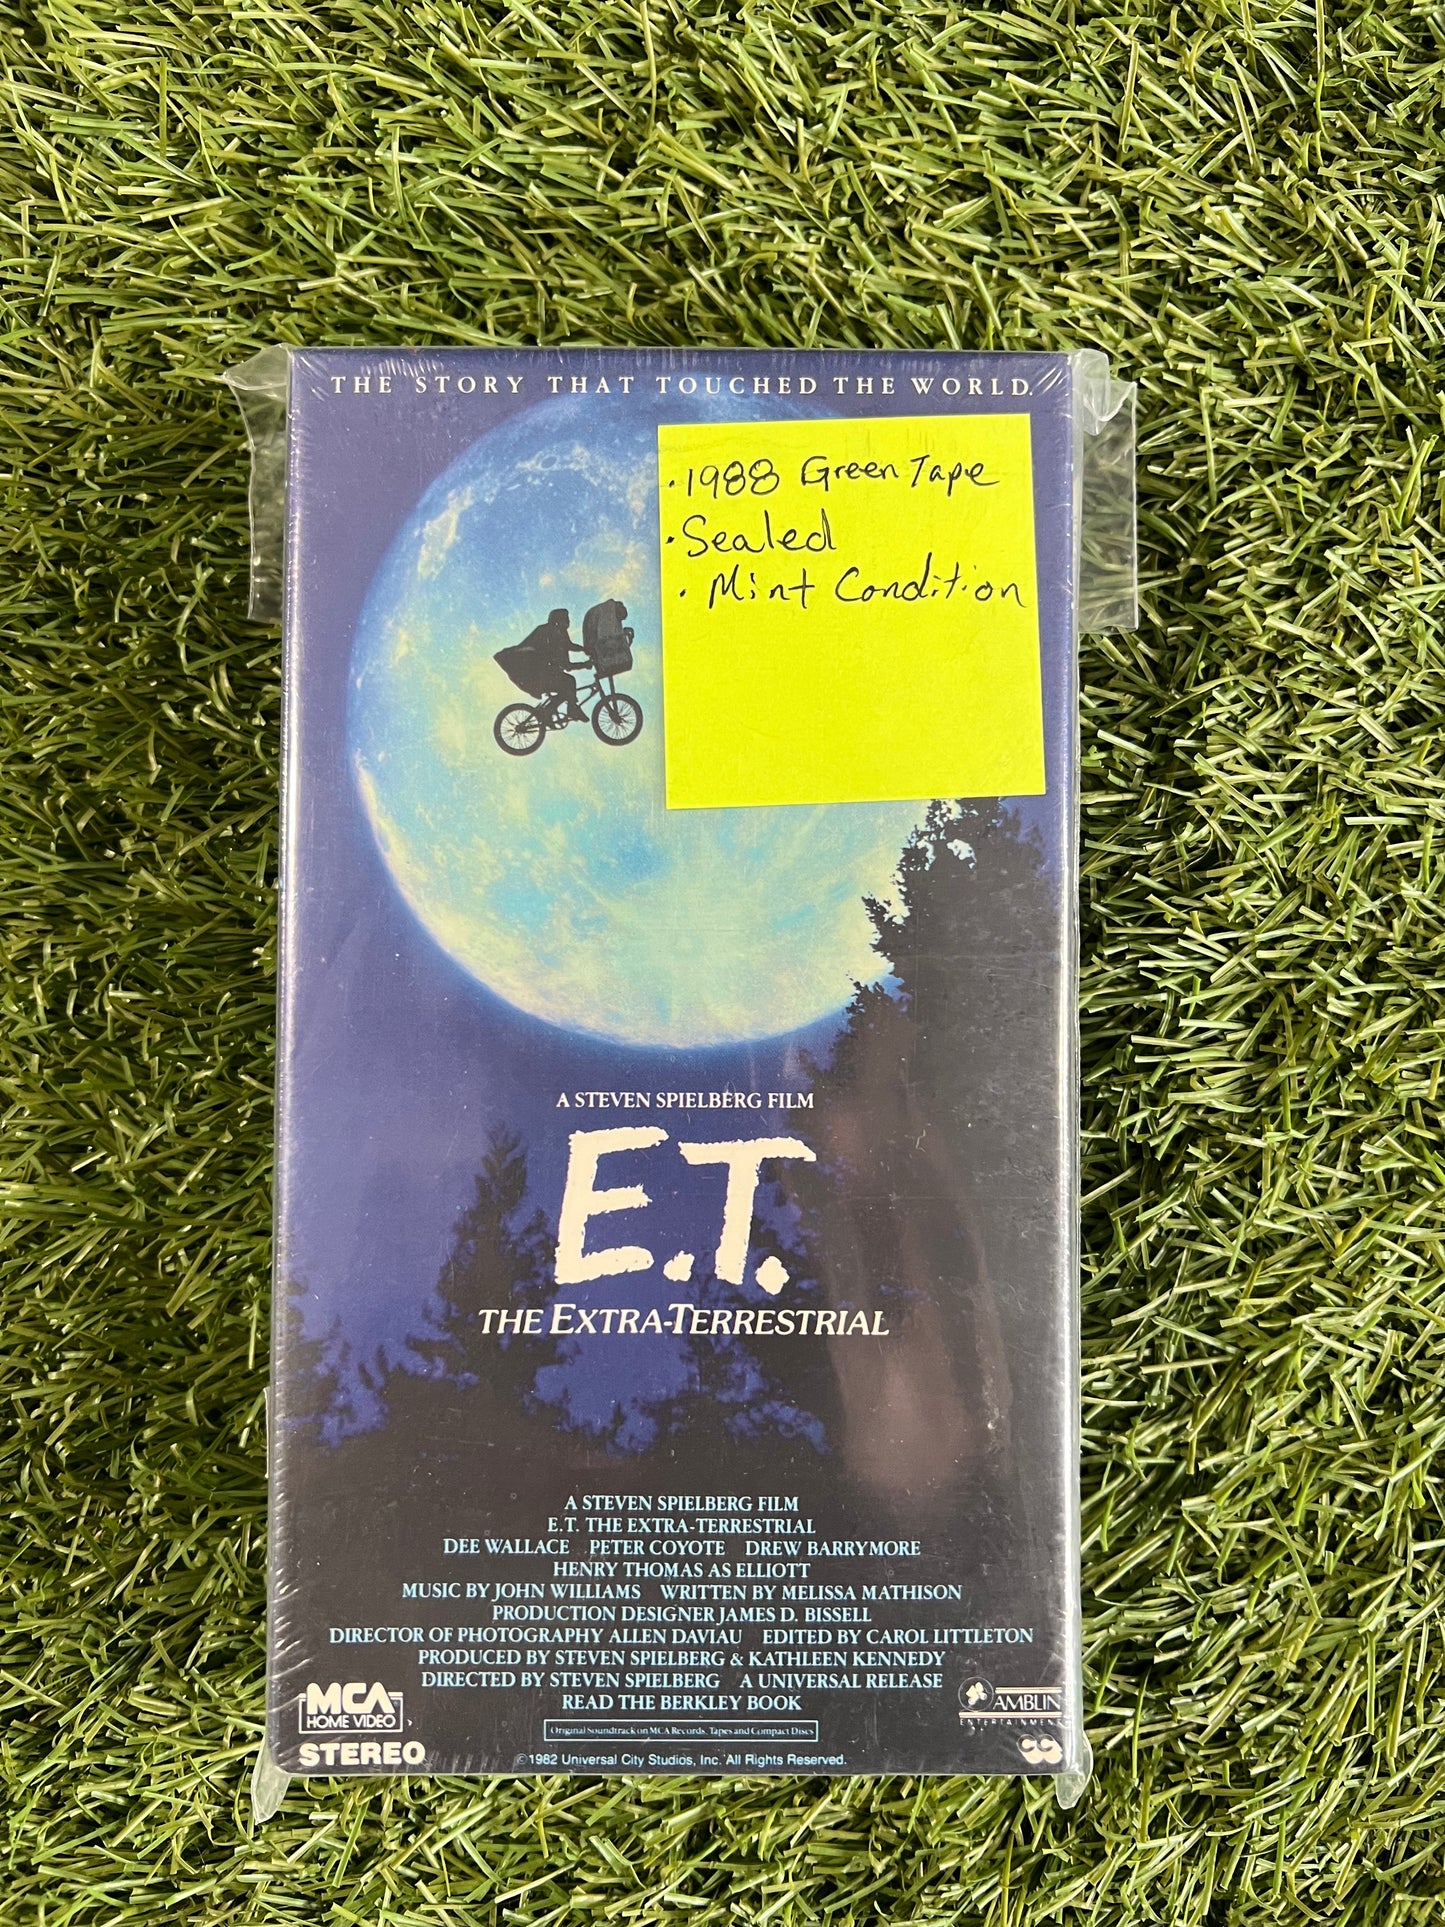 THE STORY THAT TOUCHED THE WORLD.
· 1988 Green Tape
· Sealed
· Mint Condition
A STEVEN SPIELBERG FILM
E.T.
THE EXTRA-TERRESTRIAL
A STEVEN SPIELBERG FILM
E.T. THE EXTRA-TERRESTRIAL
DEE WALLACE PETER COYOTE DREW BARRYMORE
HENRY THOMAS AS ELLIOTT
MUSIC BY JOHN WILLIAMS WRITTEN BY MELISSA MATHISON
PRODUCTION DESIGNER JAMES D. BISSELL
DIRECTOR OF PHOTOGRAPHY ALLEN DAVIAU EDITED BY CAROL LITTLETON
PRODUCED BY STEVEN SPIELBERG & KATHLEEN KENNEDY
DIRECTED BY STEVEN SPIELBERG A UNIVERSAL RELEASE
READ THE BERKLEY BOOK
MCA
HOME VIDEO
STEREO
Original Soundtrack on MCA Records, Tapes and Compact Discs
©1982 Universal City Studios, Inc. All Rights Reserved.
AMBLIN
ENTERTAINMENT